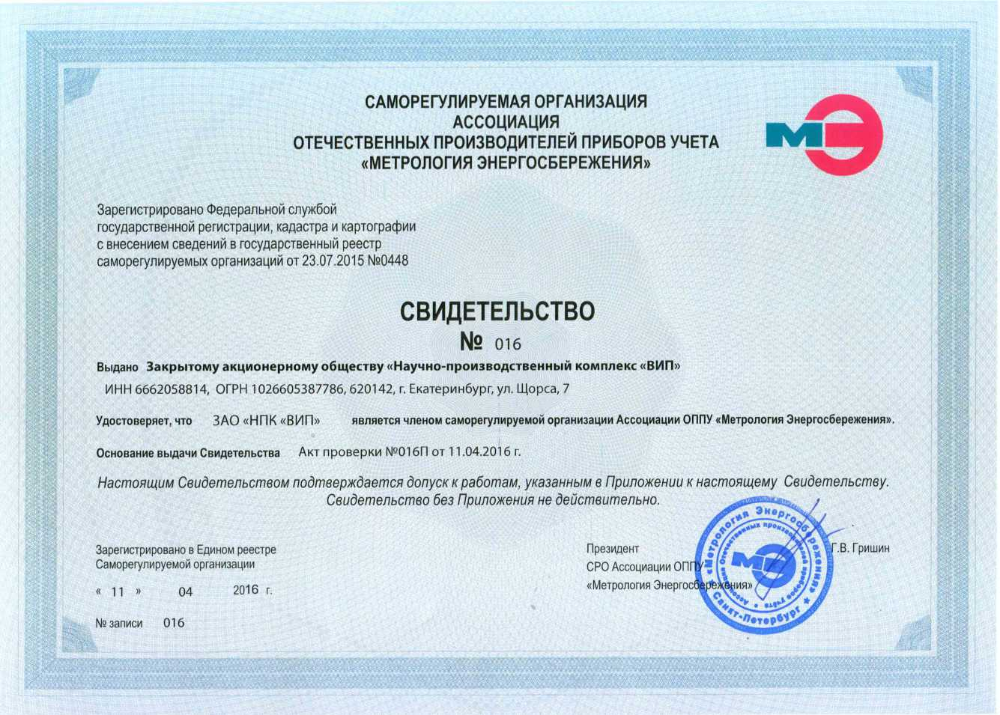 САМОРЕГУЛИРУЕМАЯ ОРГАНИЗАЦИЯ
АССОЦИАЦИЯ
ОТЕЧЕСТВЕННЫХ ПРОИЗВОДИТЕЛЕЙ ПРИБОРОВ УЧЕТА
«МЕТРОЛОГИЯ ЭНЕРГОСБЕРЕЖЕНИЯ»
МЭ
Зарегистрировано Федеральной службой
государственной регистрации, кадастра и картографии
с внесением сведений в государственный реестр
саморегулируемых организаций от 23.07.2015 №0448
СВИДЕТЕЛЬСТВО
№ 016
Выдано Закрытому акционерному обществу «Научно-производственный комплекс «ВИП»
ИНН 6662058814, ОГРН 1026605387786, 620142, г. Екатеринбург, ул. Щорса, 7
Удостоверяет, что ЗАО «НПК «ВИП» является членом саморегулируемой организации Ассоциации ОППУ «Метрология Энергосбережения».
Основание выдачи Свидетельства Акт проверки №016П от 11.04.2016 г.
Настоящим Свидетельством подтверждается допуск к работам, указанным в Приложении к настоящему Свидетельству.
Свидетельство без Приложения не действительно.
Зарегистрировано в Едином реестре
Саморегулируемой организации
« 11 » 04 2016 г.
№ записи 016
Президент Г.В. Гришин
СРО Ассоциации ОППУ
«Метрология Энергосбережения»
«Метрология Энергосбережения»
★ Санкт-Петербург ★
Ассоциация Отечественных производителей приборов учёта
МЭ